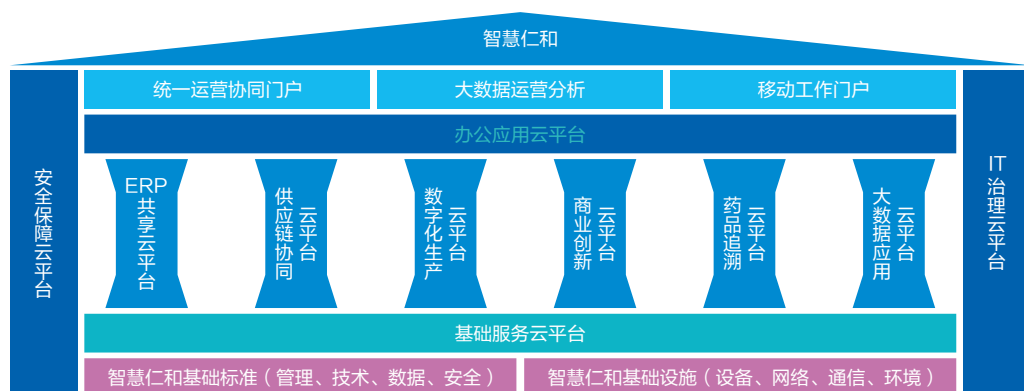 智慧仁和
统一运营协同门户
大数据运营分析
移动工作门户
办公应用云平台
安全保障云平台
ERP
共享云平台
供应链协同
云平台
数字化生产
云平台
商业创新
云平台
药品追溯
云平台
大数据应用
云平台
IT
治理云平台
基础服务云平台
智慧仁和基础标准（管理、技术、数据、安全）
智慧仁和基础设施（设备、网络、通信、环境）